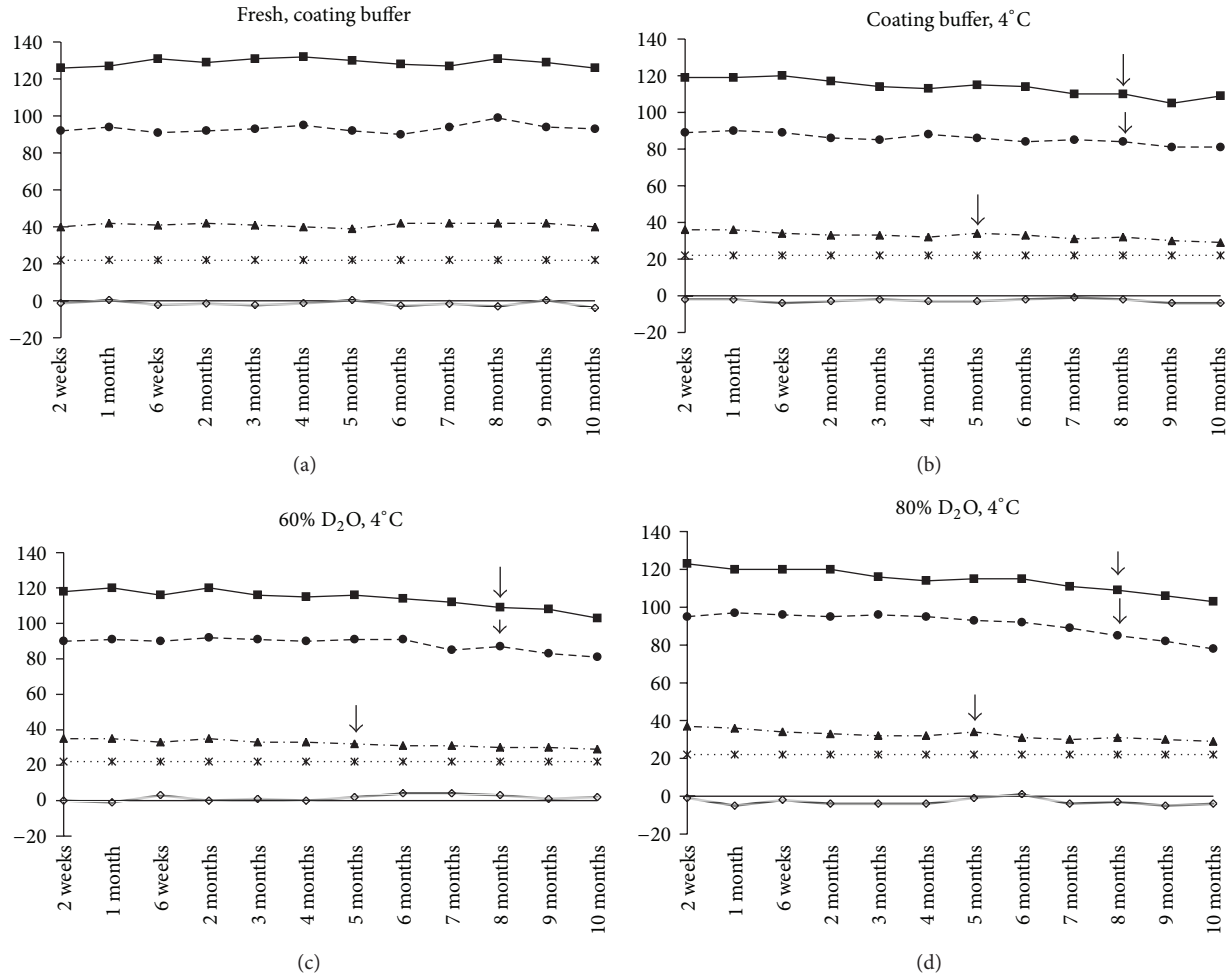 Fresh, coating buffer
140
120
100
80
60
40
20
0
−20
2 weeks
1 month
6 weeks
2 months
3 months
4 months
5 months
6 months
7 months
8 months
9 months
10 months
(a)
Coating buffer, 4°C
140
120
100
80
60
40
20
0
−20
2 weeks
1 month
6 weeks
2 months
3 months
4 months
5 months
6 months
7 months
8 months
9 months
10 months
(b)
60% D₂O, 4°C
140
120
100
80
60
40
20
0
−20
2 weeks
1 month
6 weeks
2 months
3 months
4 months
5 months
6 months
7 months
8 months
9 months
10 months
(c)
80% D₂O, 4°C
140
120
100
80
60
40
20
0
−20
2 weeks
1 month
6 weeks
2 months
3 months
4 months
5 months
6 months
7 months
8 months
9 months
10 months
(d)